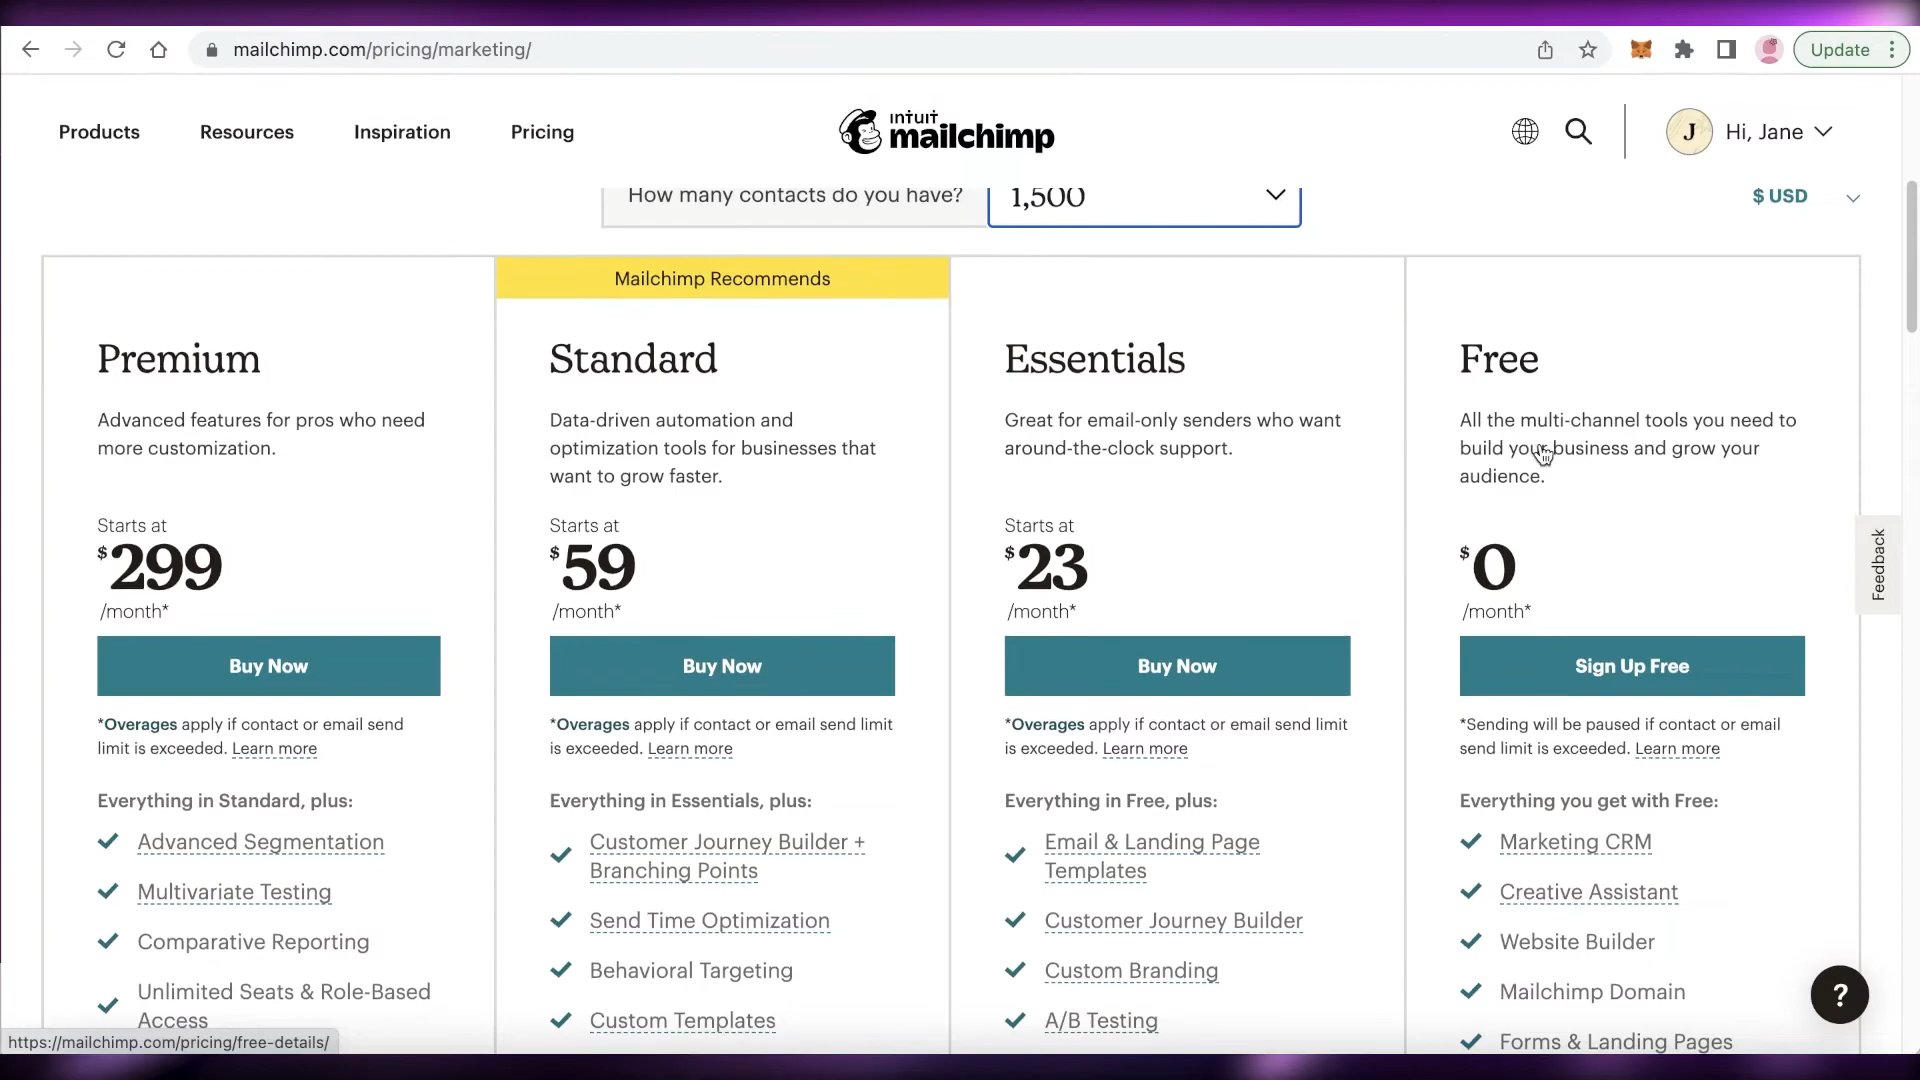 mailchimp.com/pricing/marketing/
Update
Products Resources Inspiration Pricing
intuit
mailchimp
J Hi, Jane
How many contacts do you have? 1,500
$ USD
Mailchimp Recommends
Premium
Advanced features for pros who need
more customization.
Starts at
$299
/month*
Buy Now
*Overages apply if contact or email send
limit is exceeded. Learn more
Everything in Standard, plus:
Advanced Segmentation
Multivariate Testing
Comparative Reporting
Unlimited Seats & Role-Based
Access
Standard
Data-driven automation and
optimization tools for businesses that
want to grow faster.
Starts at
$59
/month*
Buy Now
*Overages apply if contact or email send limit
is exceeded. Learn more
Everything in Essentials, plus:
Customer Journey Builder +
Branching Points
Send Time Optimization
Behavioral Targeting
Custom Templates
Essentials
Great for email-only senders who want
around-the-clock support.
Starts at
$23
/month*
Buy Now
*Overages apply if contact or email send limit
is exceeded. Learn more
Everything in Free, plus:
Email & Landing Page
Templates
Customer Journey Builder
Custom Branding
A/B Testing
Free
All the multi-channel tools you need to
build your business and grow your
audience.
$0
/month*
Sign Up Free
*Sending will be paused if contact or email
send limit is exceeded. Learn more
Everything you get with Free:
Marketing CRM
Creative Assistant
Website Builder
Mailchimp Domain
Forms & Landing Pages
Feedback
?
https://mailchimp.com/pricing/free-details/